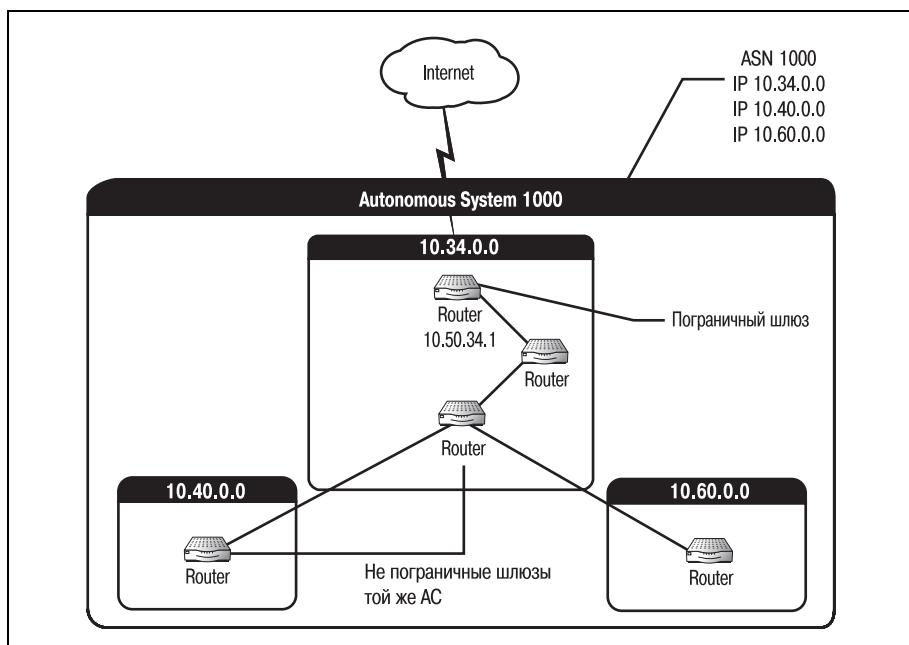 Internet
ASN 1000
IP 10.34.0.0
IP 10.40.0.0
IP 10.60.0.0
Autonomous System 1000
10.34.0.0
Router
10.50.34.1
Пограничный шлюз
Router
Router
10.40.0.0
10.60.0.0
Router
Не пограничные шлюзы
той же АС
Router